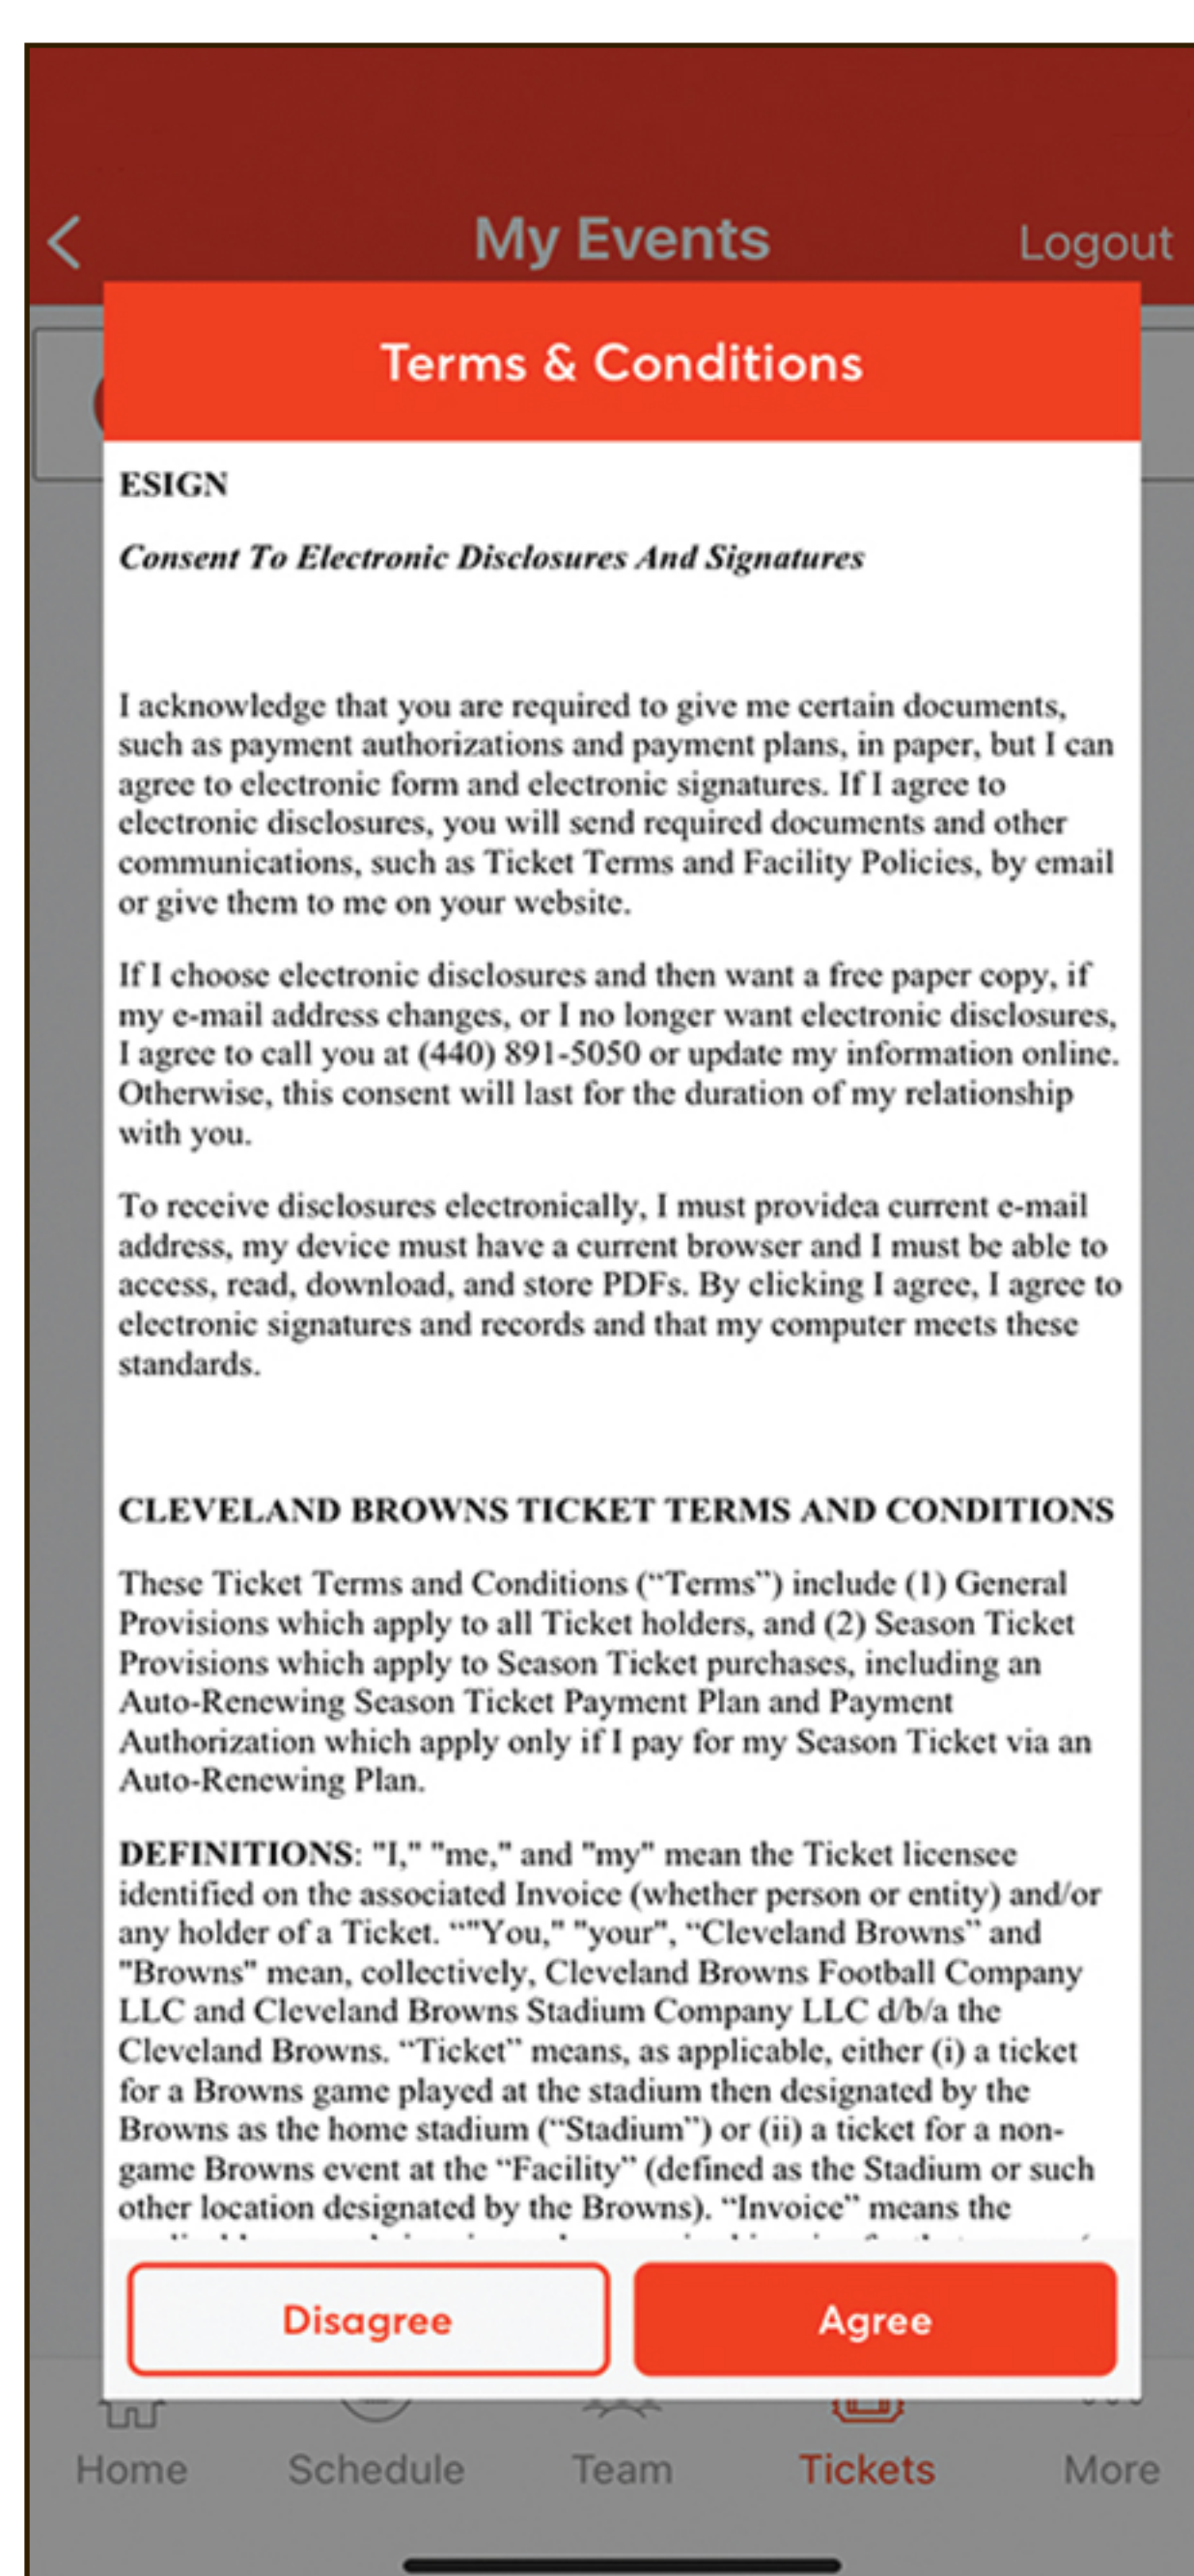 My Events
Logout
Terms & Conditions
ESIGN
Consent To Electronic Disclosures And Signatures
I acknowledge that you are required to give me certain documents,
such as payment authorizations and payment plans, in paper, but I can
agree to electronic form and electronic signatures. If I agree to
electronic disclosures, you will send required documents and other
communications, such as Ticket Terms and Facility Policies, by email
or give them to me on your website.
If I choose electronic disclosures and then want a free paper copy, if
my e-mail address changes, or I no longer want electronic disclosures,
I agree to call you at (440) 891-5050 or update my information online.
Otherwise, this consent will last for the duration of my relationship
with you.
To receive disclosures electronically, I must providea current e-mail
address, my device must have a current browser and I must be able to
access, read, download, and store PDFs. By clicking I agree, I agree to
electronic signatures and records and that my computer meets these
standards.
CLEVELAND BROWNS TICKET TERMS AND CONDITIONS
These Ticket Terms and Conditions (“Terms”) include (1) General
Provisions which apply to all Ticket holders, and (2) Season Ticket
Provisions which apply to Season Ticket purchases, including an
Auto-Renewing Season Ticket Payment Plan and Payment
Authorization which apply only if I pay for my Season Ticket via an
Auto-Renewing Plan.
DEFINITIONS: "I," "me," and "my" mean the Ticket licensee
identified on the associated Invoice (whether person or entity) and/or
any holder of a Ticket. “"You," "your", “Cleveland Browns” and
"Browns" mean, collectively, Cleveland Browns Football Company
LLC and Cleveland Browns Stadium Company LLC d/b/a the
Cleveland Browns. “Ticket” means, as applicable, either (i) a ticket
for a Browns game played at the stadium then designated by the
Browns as the home stadium (“Stadium”) or (ii) a ticket for a non-
game Browns event at the “Facility” (defined as the Stadium or such
other location designated by the Browns). “Invoice” means the
Disagree
Agree
Home
Schedule
Team
Tickets
More